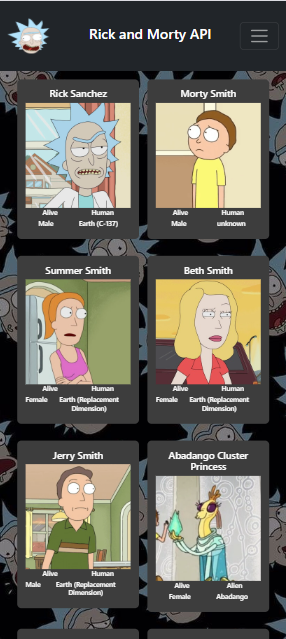 Rick and Morty API
Rick Sanchez
Alive Human
Male Earth (C-137)
Morty Smith
Alive Human
Male unknown
Summer Smith
Alive Human
Female Earth (Replacement
Dimension)
Beth Smith
Alive Human
Female Earth (Replacement
Dimension)
Jerry Smith
Alive Human
Male Earth (Replacement
Dimension)
Abadango Cluster
Princess
Alive Alien
Female Abadango